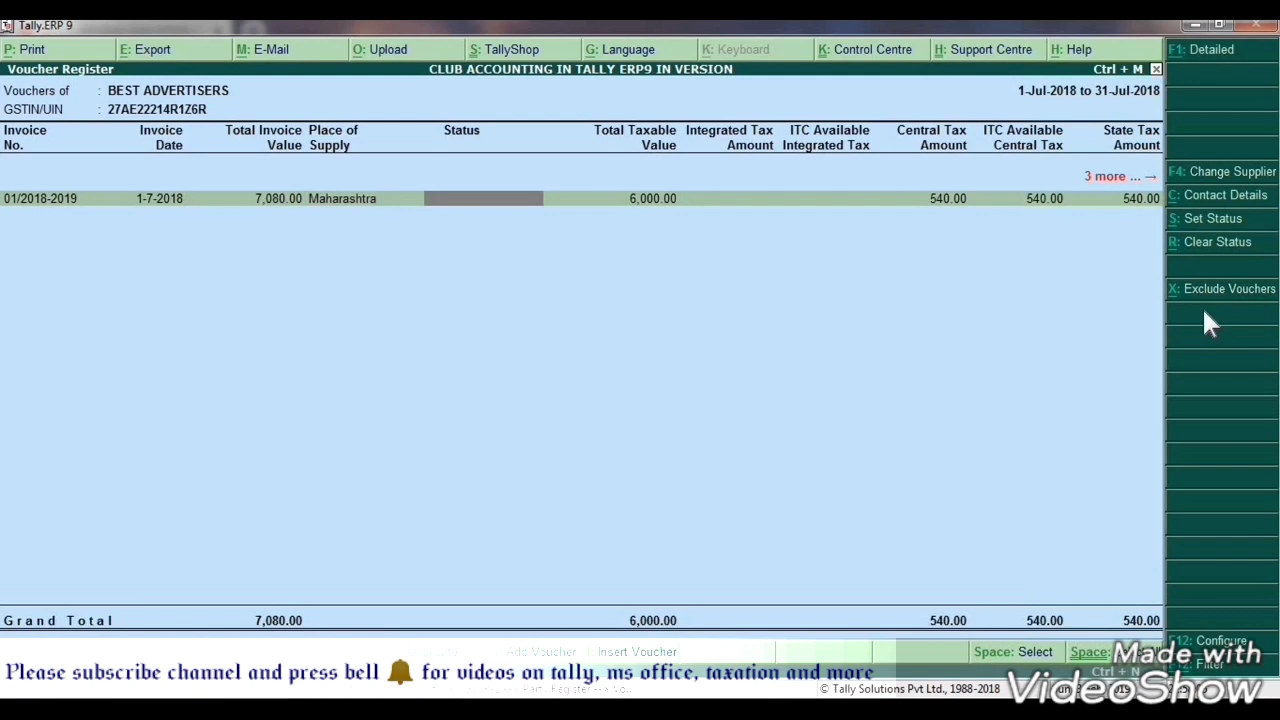 Tally.ERP 9
P: Print E: Export M: E-Mail O: Upload S: TallyShop G: Language K: Keyboard K: Control Centre H: Support Centre H: Help F1: Detailed
Voucher Register CLUB ACCOUNTING IN TALLY ERP9 IN VERSION Ctrl + M
Vouchers of : BEST ADVERTISERS 1-Jul-2018 to 31-Jul-2018
GSTIN/UIN : 27AE22214R1Z6R
Invoice Invoice Total Invoice Place of Status Total Taxable Integrated Tax ITC Available Central Tax ITC Available State Tax
No. Date Value Supply Value Amount Integrated Tax Amount Central Tax Amount
3 more ... →
F4: Change Supplier
01/2018-2019 1-7-2018 7,080.00 Maharashtra 6,000.00 540.00 540.00 540.00
C: Contact Details
S: Set Status
R: Clear Status
X: Exclude Vouchers
Grand Total 7,080.00 6,000.00 540.00 540.00 540.00
F12: Configure
Add Voucher Insert Voucher Space: Select Space:
Filter
Made with
VideoShow
Please subscribe channel and press bell 🔔 for videos on tally, ms office, taxation and more
Ctrl + N
© Tally Solutions Pvt Ltd., 1988-2018